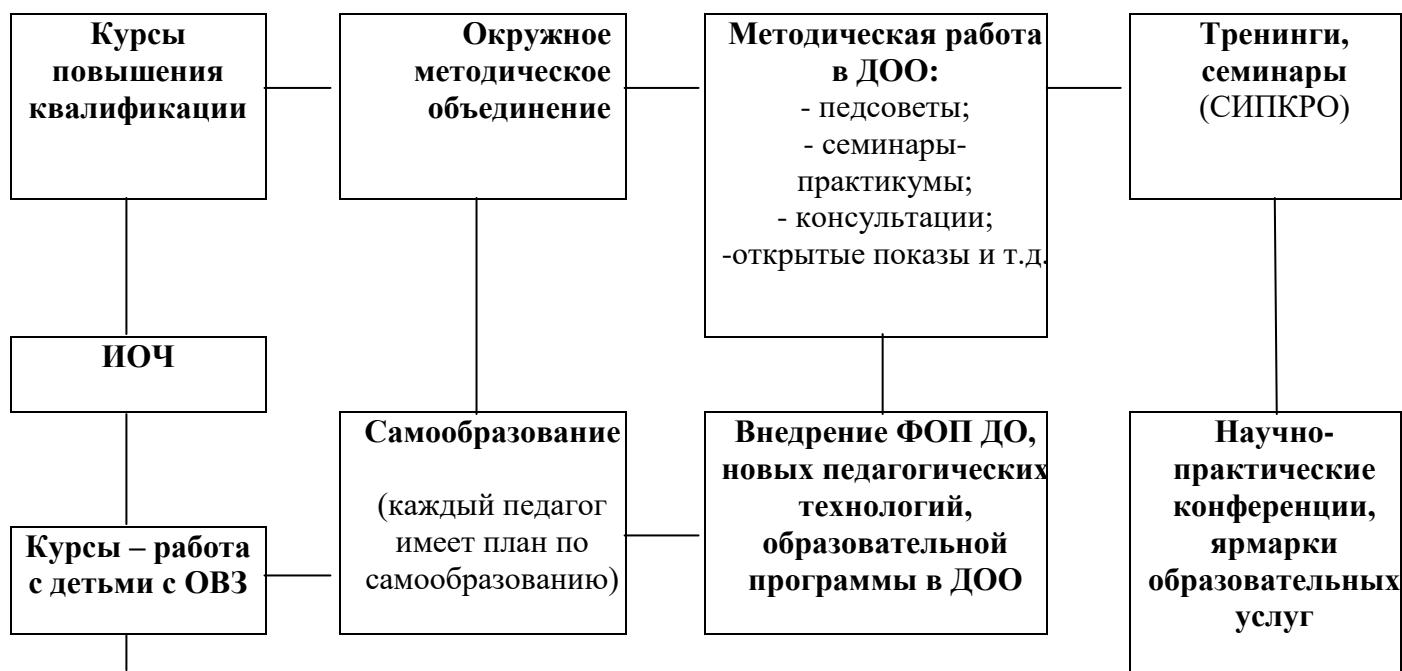 Курсы
повышения
квалификации
Окружное
методическое
объединение
Методическая работа
в ДОО:
- педсоветы;
- семинары-
практикумы;
- консультации;
-открытые показы и т.д.
Тренинги,
семинары
(СИПКРО)
ИОЧ
Самообразование
(каждый педагог
имеет план по
самообразованию)
Внедрение ФОП ДО,
новых педагогических
технологий,
образовательной
программы в ДОО
Научно-
практические
конференции,
ярмарки
образовательных
услуг
Курсы – работа
с детьми с ОВЗ